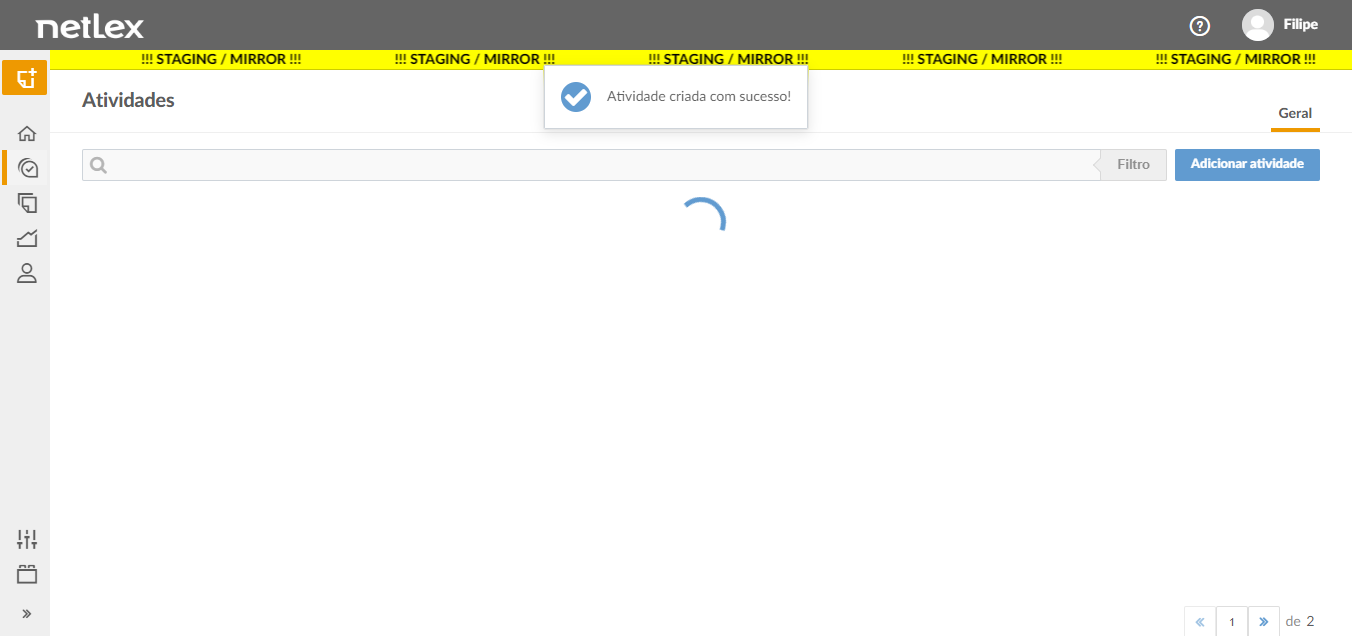 netlex
Filipe
!!! STAGING / MIRROR !!! !!! STAGING / MIRROR !!! !!! STAGING / MIRROR !!! !!! STAGING / MIRROR !!! !!! STAGING / MIRROR !!!
Atividade criada com sucesso!
Atividades
Geral
Filtro
Adicionar atividade
« 1 » de 2
»